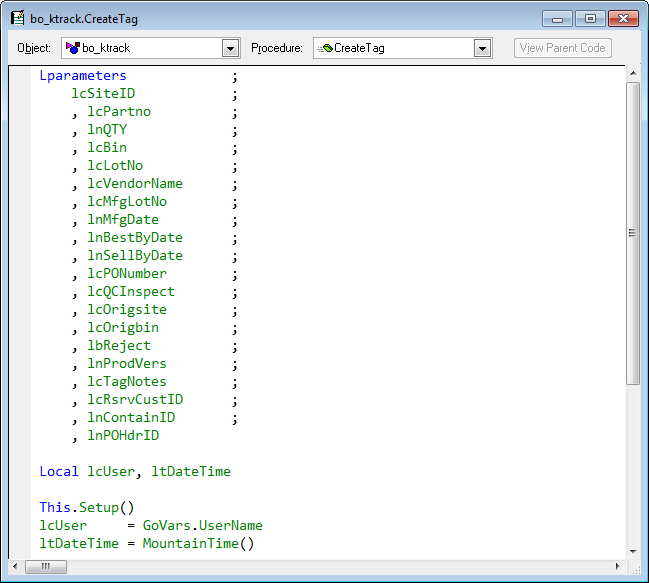 bo_ktrack.CreateTag
Object: bo_ktrack Procedure: CreateTag View Parent Code
Lparameters ;
lcSiteID ;
, lcPartno ;
, lnQTY ;
, lcBin ;
, lcLotNo ;
, lcVendorName ;
, lcMfgLotNo ;
, lnMfgDate ;
, lnBestByDate ;
, lnSellByDate ;
, lcPONumber ;
, lcQCInspect ;
, lcOrigsite ;
, lcOrigbin ;
, lbReject ;
, lnProdVers ;
, lcTagNotes ;
, lcRsrvCustID ;
, lnContainID ;
, lnPOHdrID
Local lcUser, ltDateTime
This.Setup()
lcUser = GoVars.UserName
ltDateTime = MountainTime()